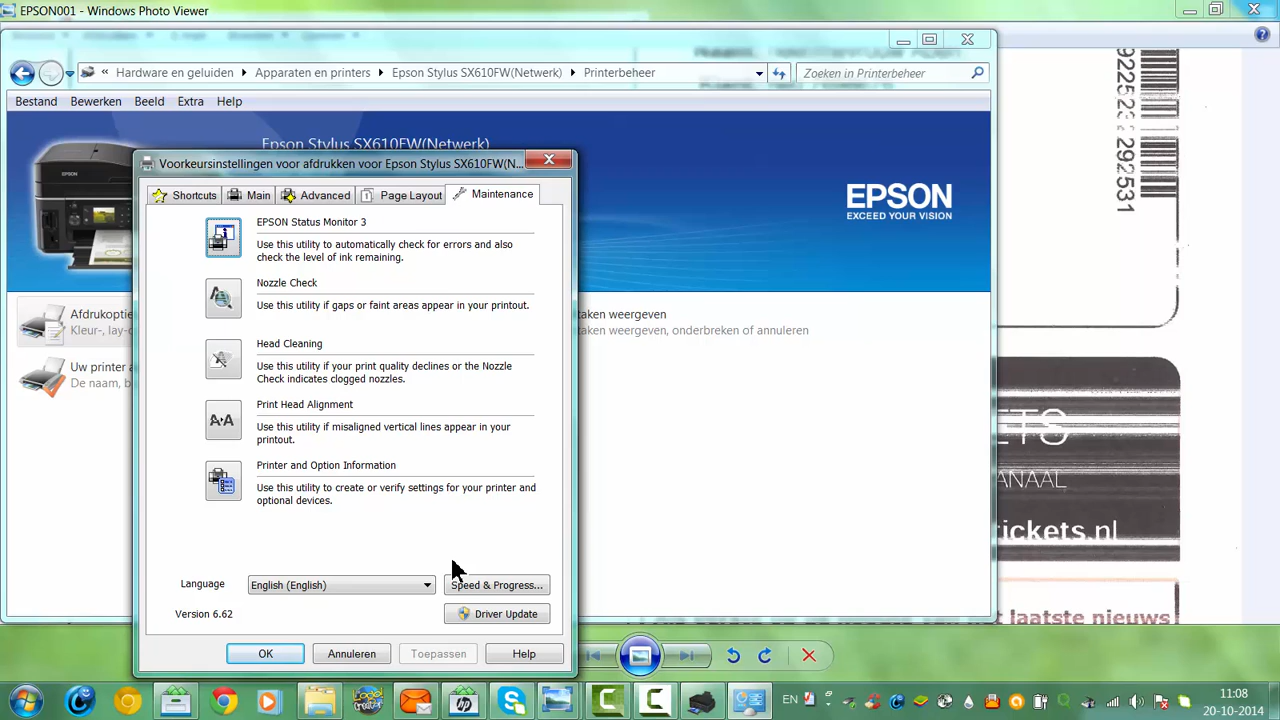 EPSON001 - Windows Photo Viewer
« Hardware en geluiden Apparaten en printers Epson Stylus SX610FW(Netwerk) Printerbeheer
Zoeken in Printerbeheer
Bestand Bewerken Beeld Extra Help
Epson Stylus SX610FW(Netwerk)
EPSON
EXCEED YOUR VISION
Voorkeursinstellingen voor afdrukken voor Epson Stylus SX610FW(N...
Shortcuts Main Advanced Page Layout Maintenance
EPSON Status Monitor 3
Use this utility to automatically check for errors and also
check the level of ink remaining.
Nozzle Check
Use this utility if gaps or faint areas appear in your printout.
Head Cleaning
Use this utility if your print quality declines or the Nozzle
Check indicates clogged nozzles.
Print Head Alignment
Use this utility if misaligned vertical lines appear in your
printout.
Printer and Option Information
Use this utility to create or verify settings for your printer and
optional devices.
Language English (English) Speed & Progress...
Version 6.62 Driver Update
OK Annuleren Toepassen Help
Afdrukoptie
Kleur-, lay-o
Uw printer a
De naam, b
taken weergeven
taken weergeven, onderbreken of annuleren
292531
ETS
ANAAL
tickets.nl
t laatste nieuws
EN
11:08
20-10-2014